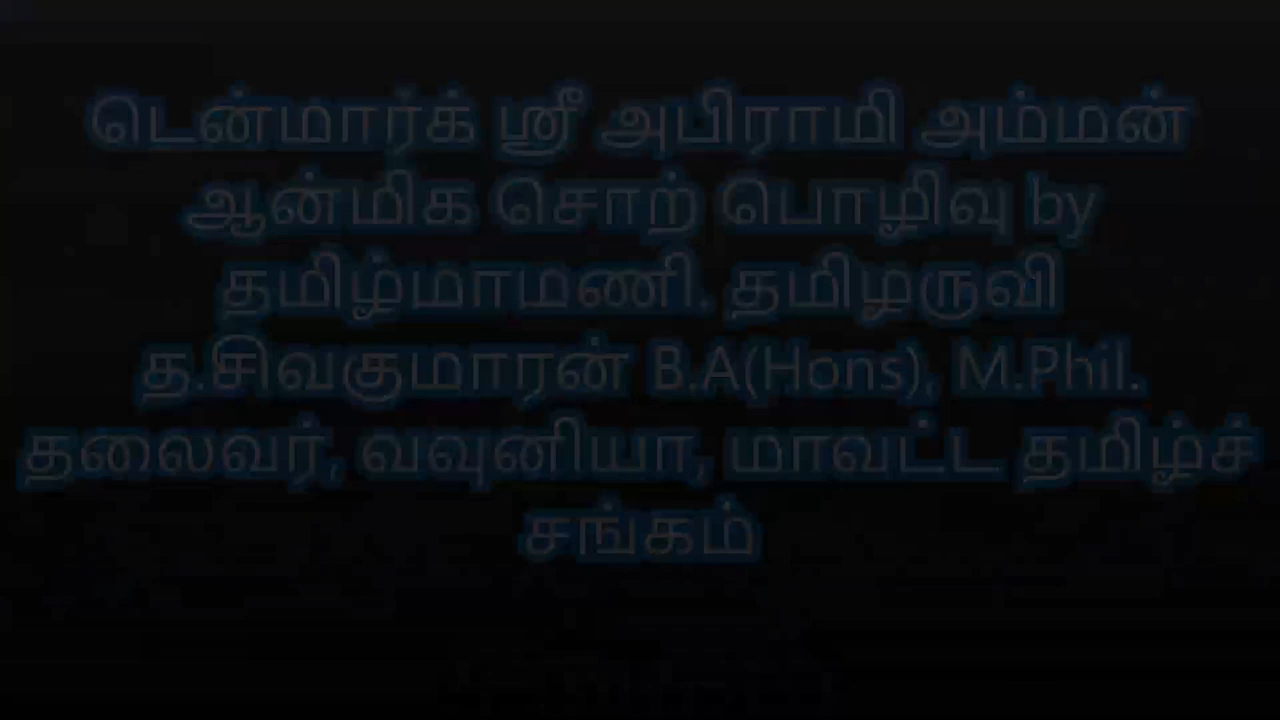 டென்மார்க் ஸ்ரீ அபிராமி அம்மன்
ஆன்மிக சொற் பொழிவு by
தமிழ்மாமணி. தமிழருவி
த.சிவகுமாரன் B.A(Hons), M.Phil.
தலைவர், வவுனியா, மாவட்ட தமிழ்ச்
சங்கம்